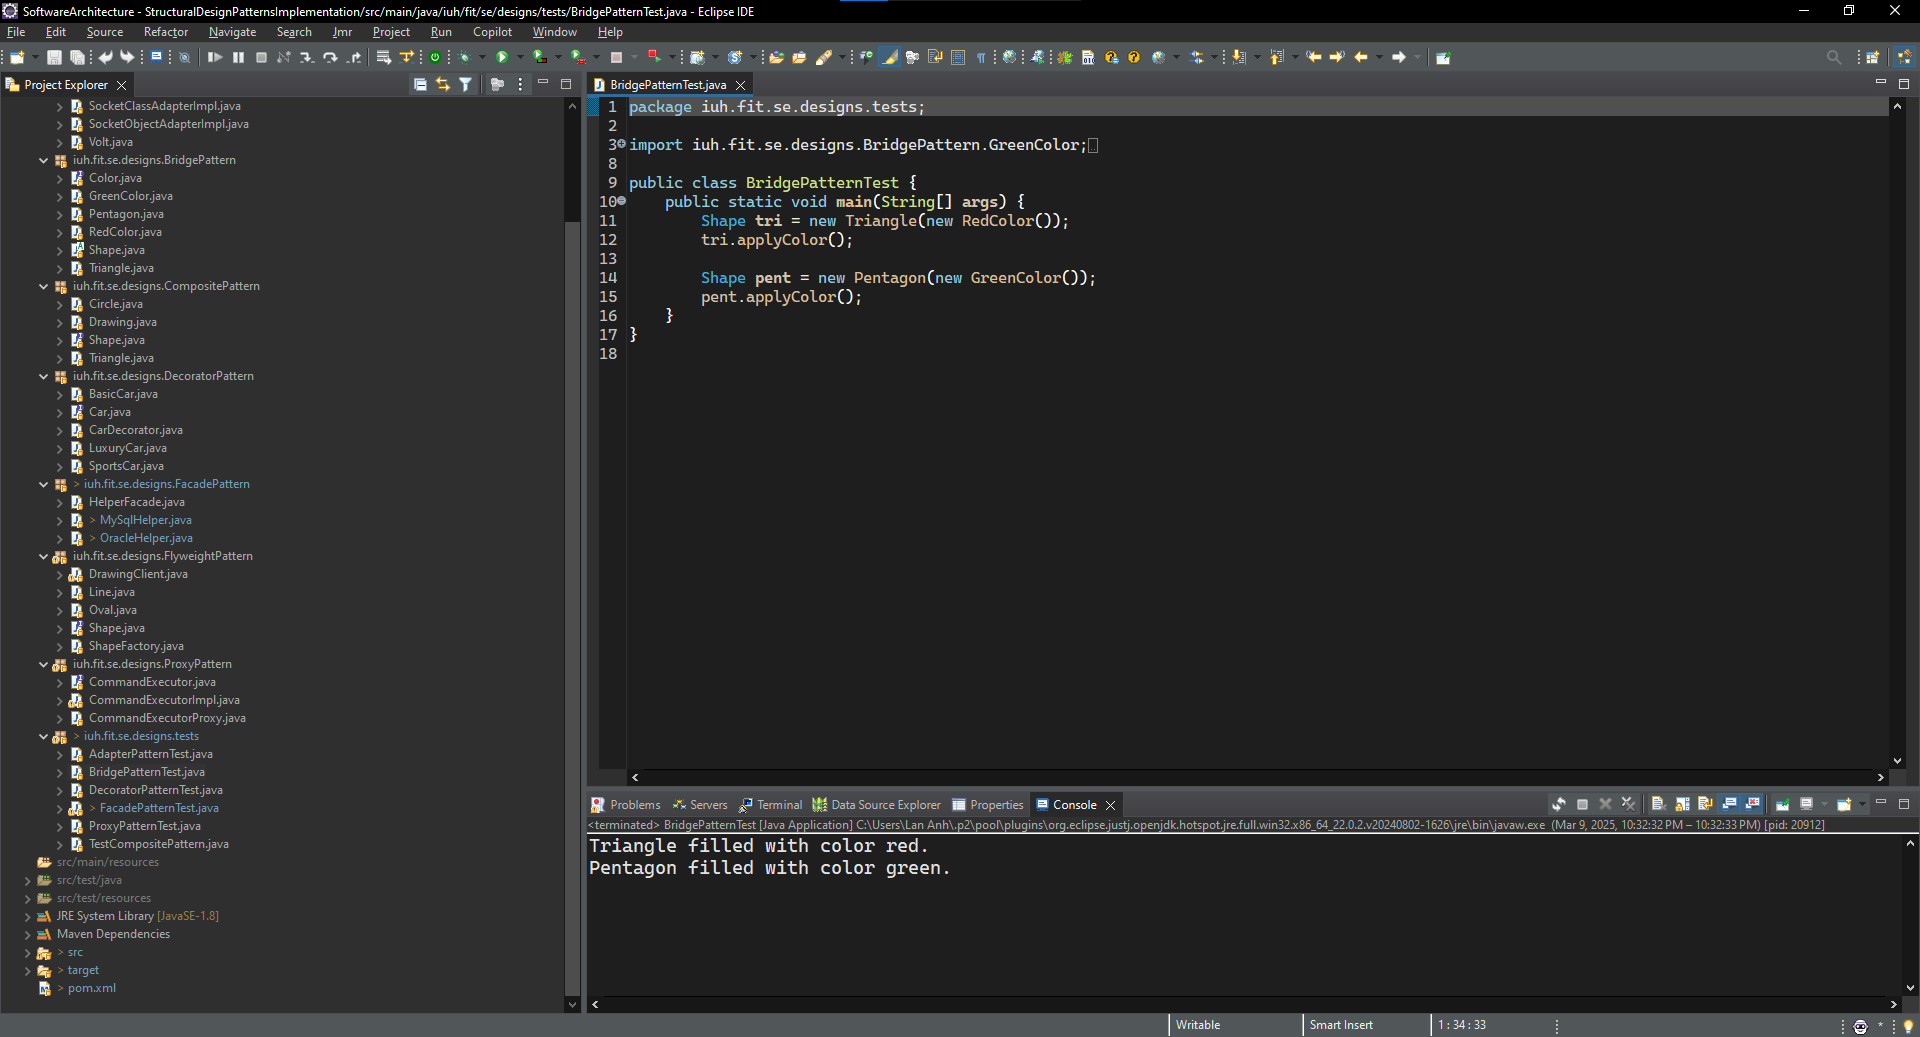 SoftwareArchitecture - StructuralDesignPatternsImplementation/src/main/java/iuh/fit/se/designs/tests/BridgePatternTest.java - Eclipse IDE
File Edit Source Refactor Navigate Search Jmr Project Run Copilot Window Help
Project Explorer
SocketClassAdapterImpl.java
SocketObjectAdapterImpl.java
Volt.java
iuh.fit.se.designs.BridgePattern
Color.java
GreenColor.java
Pentagon.java
RedColor.java
Shape.java
Triangle.java
iuh.fit.se.designs.CompositePattern
Circle.java
Drawing.java
Shape.java
Triangle.java
iuh.fit.se.designs.DecoratorPattern
BasicCar.java
Car.java
CarDecorator.java
LuxuryCar.java
SportsCar.java
> iuh.fit.se.designs.FacadePattern
HelperFacade.java
> MySqlHelper.java
> OracleHelper.java
iuh.fit.se.designs.FlyweightPattern
DrawingClient.java
Line.java
Oval.java
Shape.java
ShapeFactory.java
iuh.fit.se.designs.ProxyPattern
CommandExecutor.java
CommandExecutorImpl.java
CommandExecutorProxy.java
> iuh.fit.se.designs.tests
AdapterPatternTest.java
BridgePatternTest.java
DecoratorPatternTest.java
> FacadePatternTest.java
ProxyPatternTest.java
TestCompositePattern.java
src/main/resources
src/test/java
src/test/resources
JRE System Library [JavaSE-1.8]
Maven Dependencies
> src
> target
> pom.xml
BridgePatternTest.java
1 package iuh.fit.se.designs.tests;
2
3 import iuh.fit.se.designs.BridgePattern.GreenColor;
8
9 public class BridgePatternTest {
10 public static void main(String[] args) {
11 Shape tri = new Triangle(new RedColor());
12 tri.applyColor();
13
14 Shape pent = new Pentagon(new GreenColor());
15 pent.applyColor();
16 }
17 }
18
Problems Servers Terminal Data Source Explorer Properties Console
<terminated> BridgePatternTest [Java Application] C:\Users\Lan Anh\.p2\pool\plugins\org.eclipse.justj.openjdk.hotspot.jre.full.win32.x86_64_22.0.2.v20240802-1626\jre\bin\javaw.exe (Mar 9, 2025, 10:32:32 PM – 10:32:33 PM) [pid: 20912]
Triangle filled with color red.
Pentagon filled with color green.
Writable Smart Insert 1 : 34 : 33